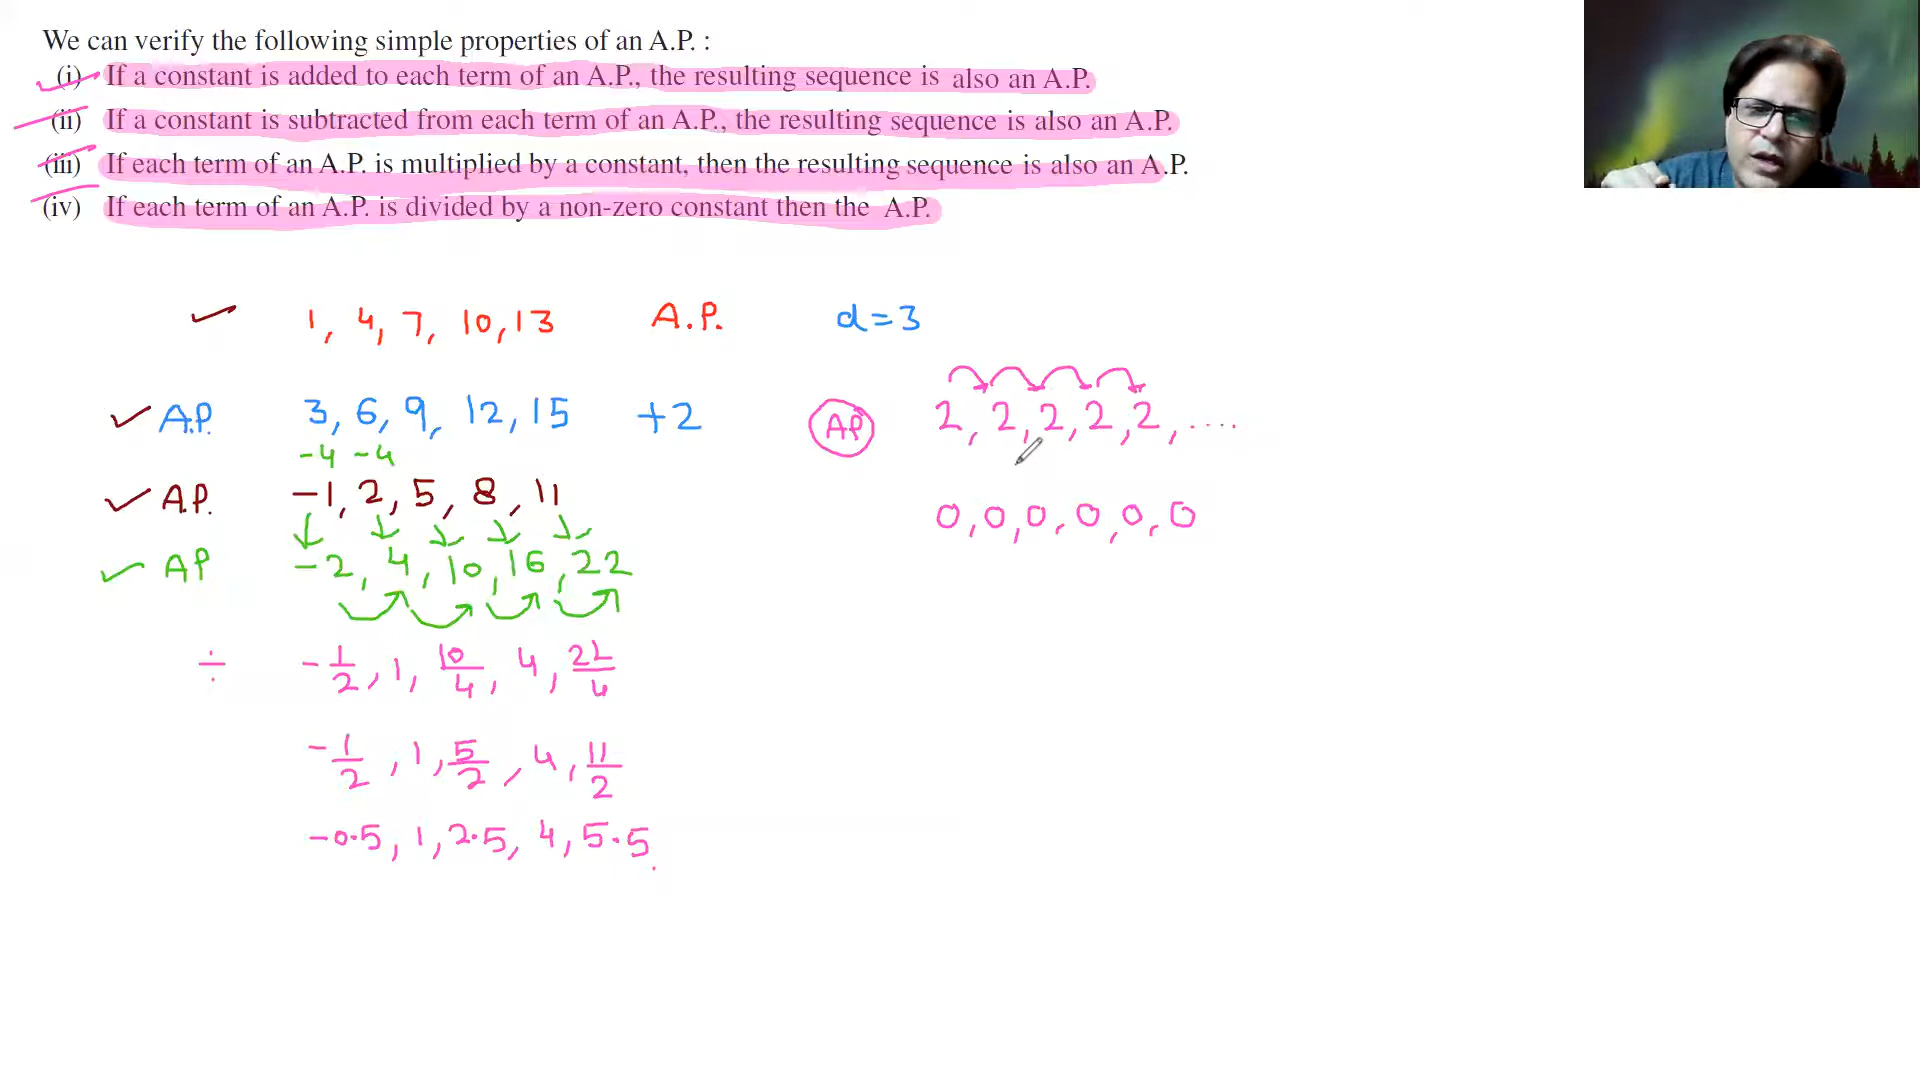 We can verify the following simple properties of an A.P. :
(i) If a constant is added to each term of an A.P., the resulting sequence is also an A.P.
(ii) If a constant is subtracted from each term of an A.P., the resulting sequence is also an A.P.
(iii) If each term of an A.P. is multiplied by a constant, then the resulting sequence is also an A.P.
(iv) If each term of an A.P. is divided by a non-zero constant then the A.P.
✓ 1, 4, 7, 10, 13 A.P. d=3
✓ A.P. 3, 6, 9, 12, 15 +2
-4 -4
✓ A.P. -1, 2, 5, 8, 11
✓ AP -2, 4, 10, 16, 22
÷ -1/2, 1, 10/4, 4, 22/4
-1/2, 1, 5/2, 4, 11/2
-0.5, 1, 2.5, 4, 5.5
AP 2, 2, 2, 2, 2, ....
0, 0, 0, 0, 0, 0